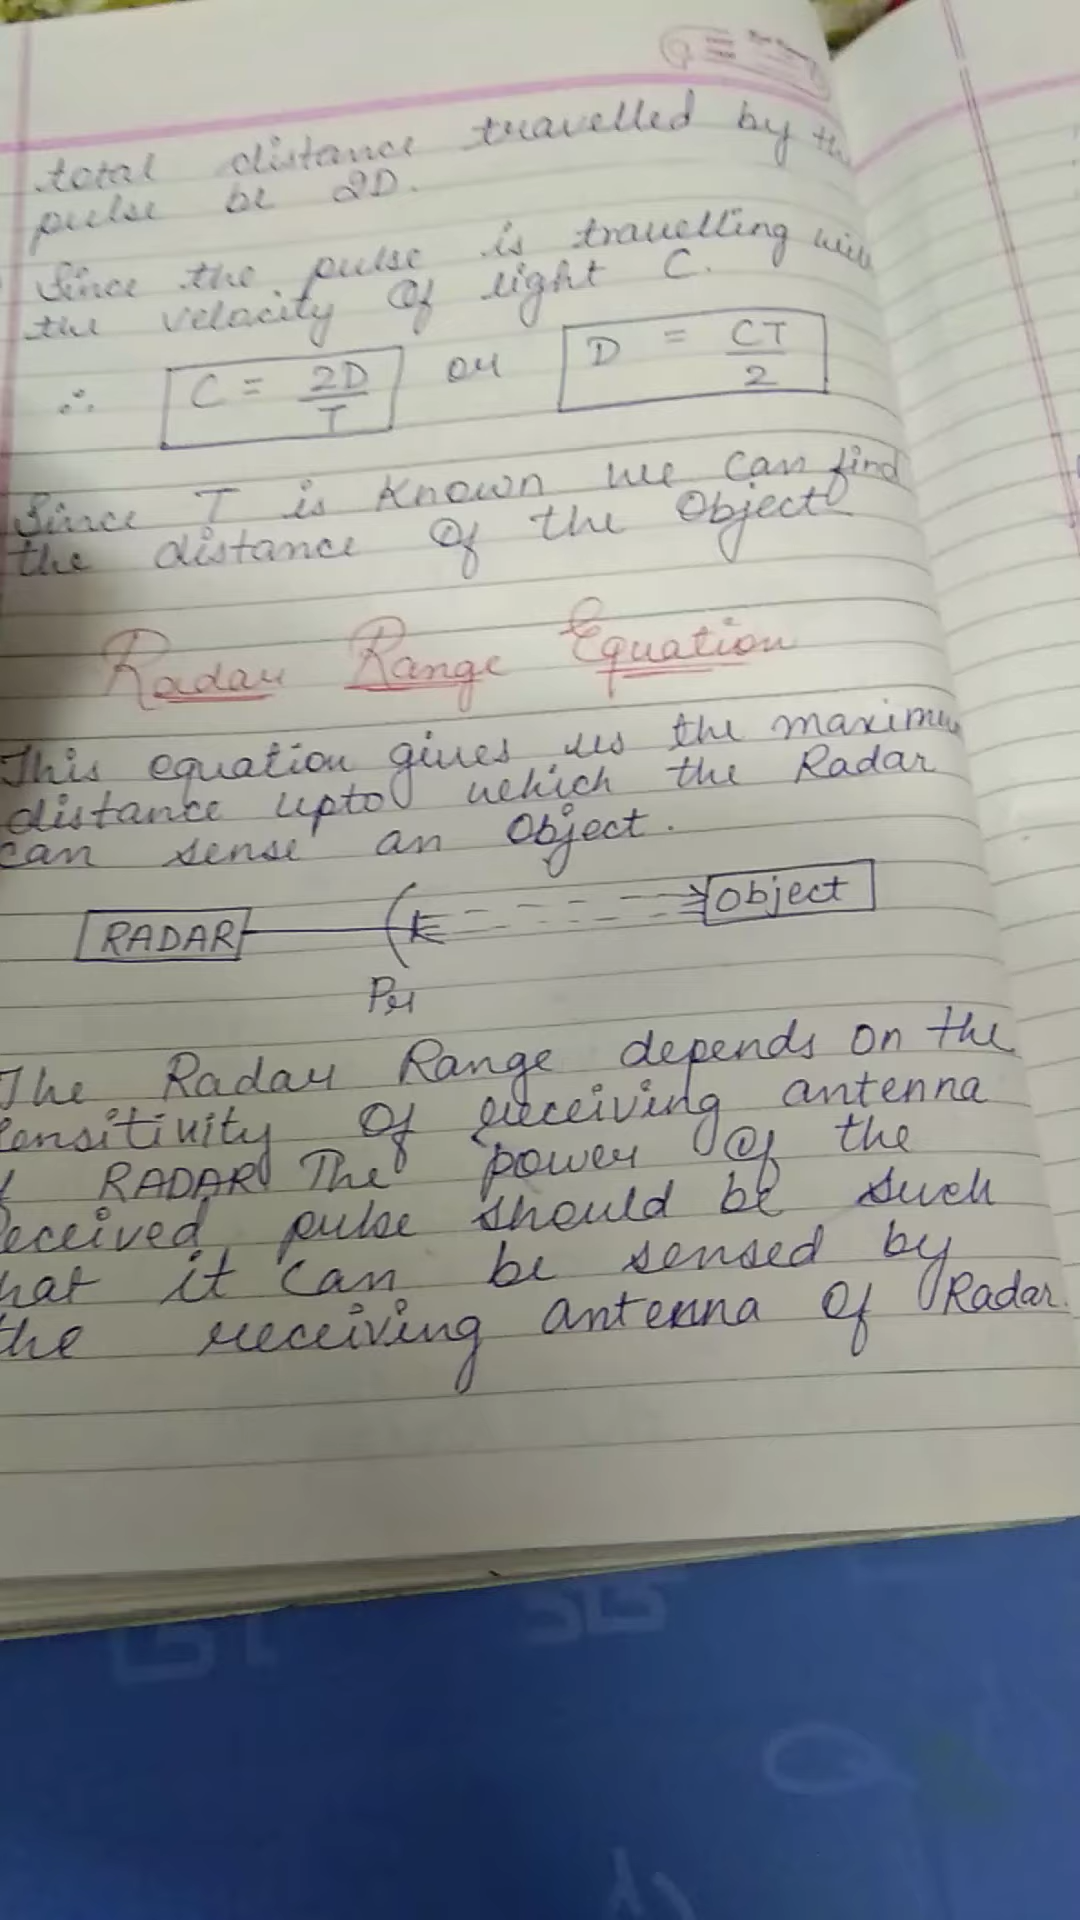 total distance travelled by the
pulse be 2D.
Since the pulse is travelling with
the velocity of light C.
∴ C = 2D/T or D = CT/2
Since T is known we can find
the distance of the Object
Radar Range Equation
This equation gives us the maximum
distance upto which the Radar
can sense an Object.
RADAR Object
Pr
The Radar Range depends on the
sensitivity of receiving antenna
of RADAR The power of the
received pulse should be such
that it can be sensed by
the receiving antenna of Radar.